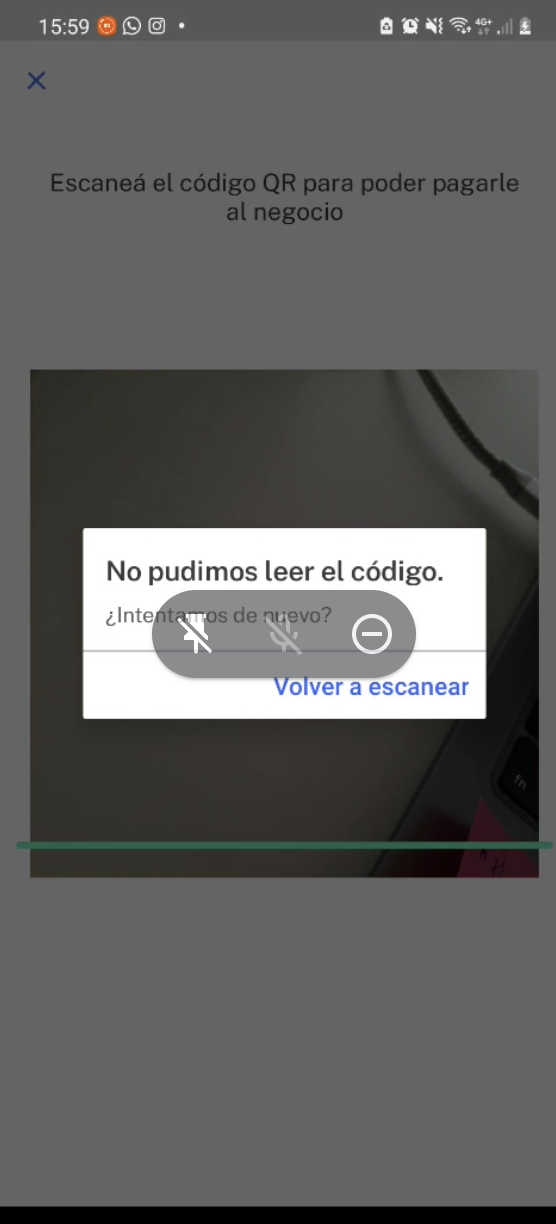 15:59
4G+
Escaneá el código QR para poder pagarle
al negocio
No pudimos leer el código.
¿Intentamos de nuevo?
Volver a escanear
fn